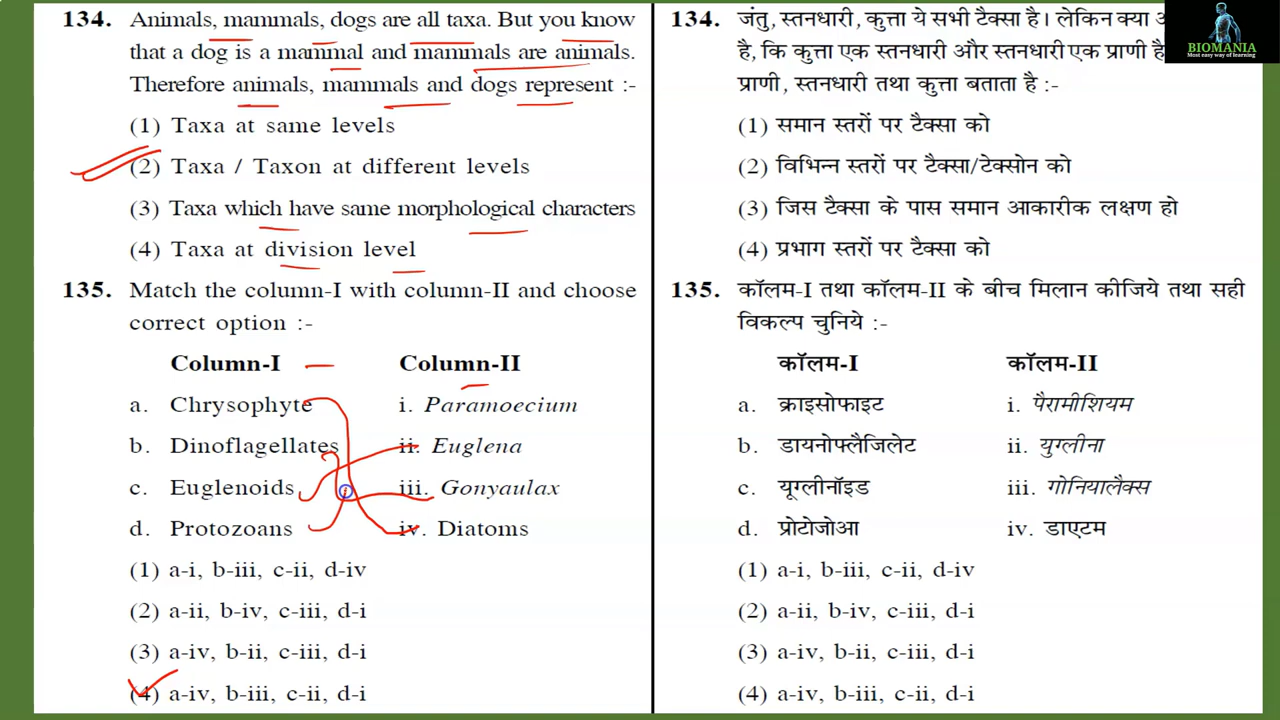 134. Animals, mammals, dogs are all taxa. But you know
that a dog is a mammal and mammals are animals.
Therefore animals, mammals and dogs represent :-
(1) Taxa at same levels
(2) Taxa / Taxon at different levels
(3) Taxa which have same morphological characters
(4) Taxa at division level
135. Match the column-I with column-II and choose
correct option :-
Column-I Column-II
a. Chrysophyte i. Paramoecium
b. Dinoflagellates ii. Euglena
c. Euglenoids iii. Gonyaulax
d. Protozoans iv. Diatoms
(1) a-i, b-iii, c-ii, d-iv
(2) a-ii, b-iv, c-iii, d-i
(3) a-iv, b-ii, c-iii, d-i
(4) a-iv, b-iii, c-ii, d-i
134. जंतु, स्तनधारी, कुत्ता ये सभी टैक्सा है। लेकिन क्या
है, कि कुत्ता एक स्तनधारी और स्तनधारी एक प्राणी है
प्राणी, स्तनधारी तथा कुत्ता बताता है :-
(1) समान स्तरों पर टैक्सा को
(2) विभिन्न स्तरों पर टैक्सा/टेक्सोन को
(3) जिस टैक्सा के पास समान आकारीक लक्षण हो
(4) प्रभाग स्तरों पर टैक्सा को
135. कॉलम-I तथा कॉलम-II के बीच मिलान कीजिये तथा सही
विकल्प चुनिये :-
कॉलम-I कॉलम-II
a. क्राइसोफाइट i. पैरामीशियम
b. डायनोफ्लैजिलेट ii. युग्लीना
c. यूग्लीनॉइड iii. गोनियालैक्स
d. प्रोटोजोआ iv. डाएटम
(1) a-i, b-iii, c-ii, d-iv
(2) a-ii, b-iv, c-iii, d-i
(3) a-iv, b-ii, c-iii, d-i
(4) a-iv, b-iii, c-ii, d-i
BIOMANIA
Most easy way of learning